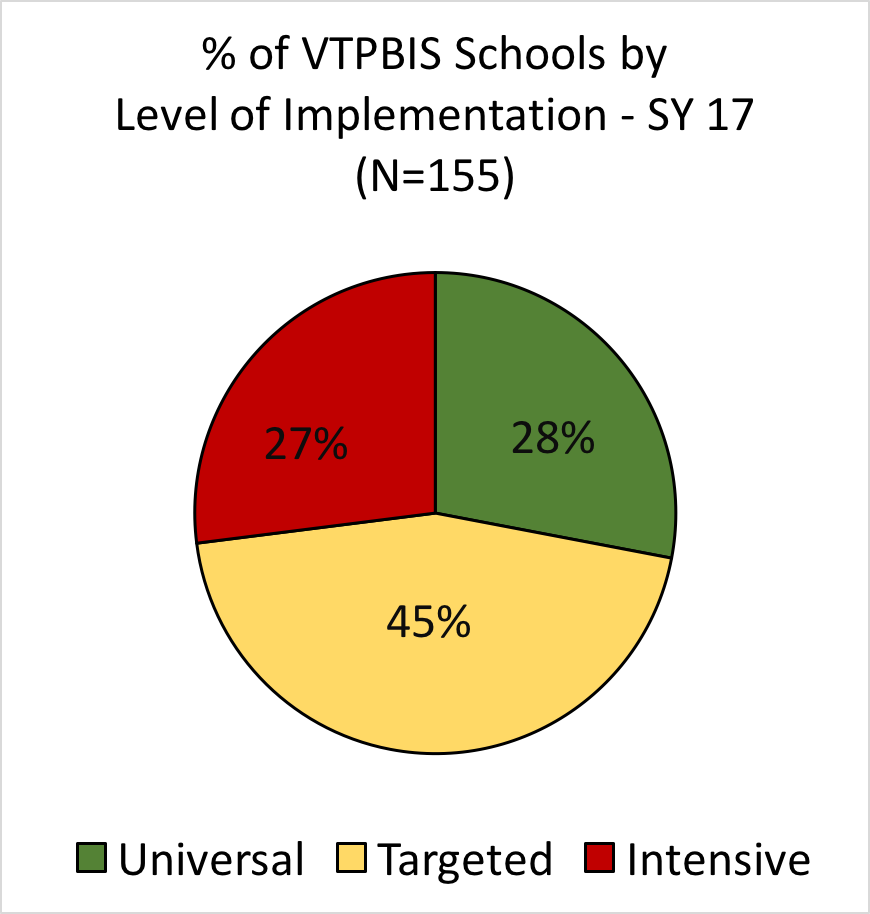 % of VTPBIS Schools by
Level of Implementation - SY 17
(N=155)
27%
28%
45%
Universal Targeted Intensive